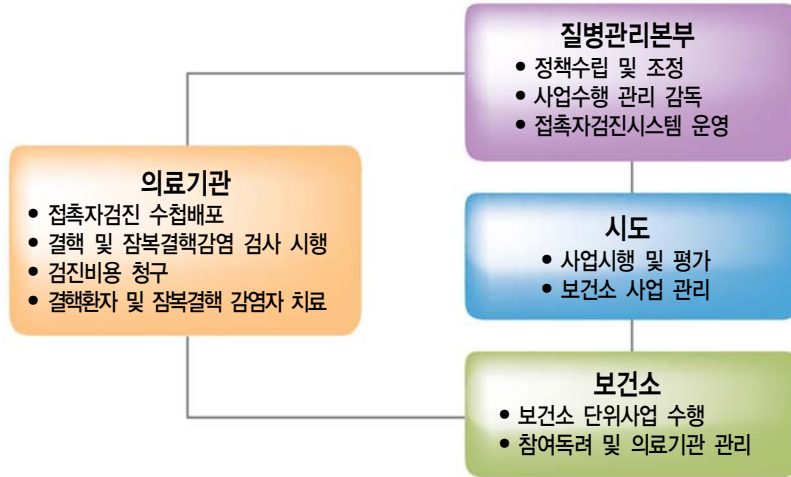 질병관리본부
• 정책수립 및 조정
• 사업수행 관리 감독
• 접촉자검진시스템 운영
의료기관
• 접촉자검진 수첩배포
• 결핵 및 잠복결핵감염 검사 시행
• 검진비용 청구
• 결핵환자 및 잠복결핵 감염자 치료
시도
• 사업시행 및 평가
• 보건소 사업 관리
보건소
• 보건소 단위사업 수행
• 참여독려 및 의료기관 관리